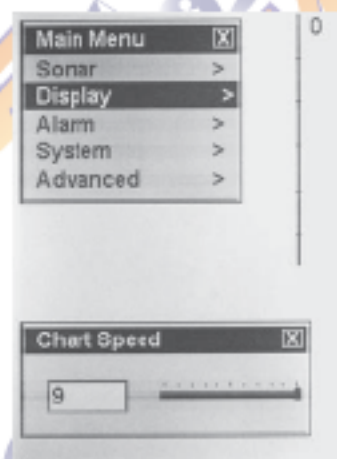 Main Menu X
0
Sonar >
Display >
Alarm >
System >
Advanced >
Chart Speed X
9